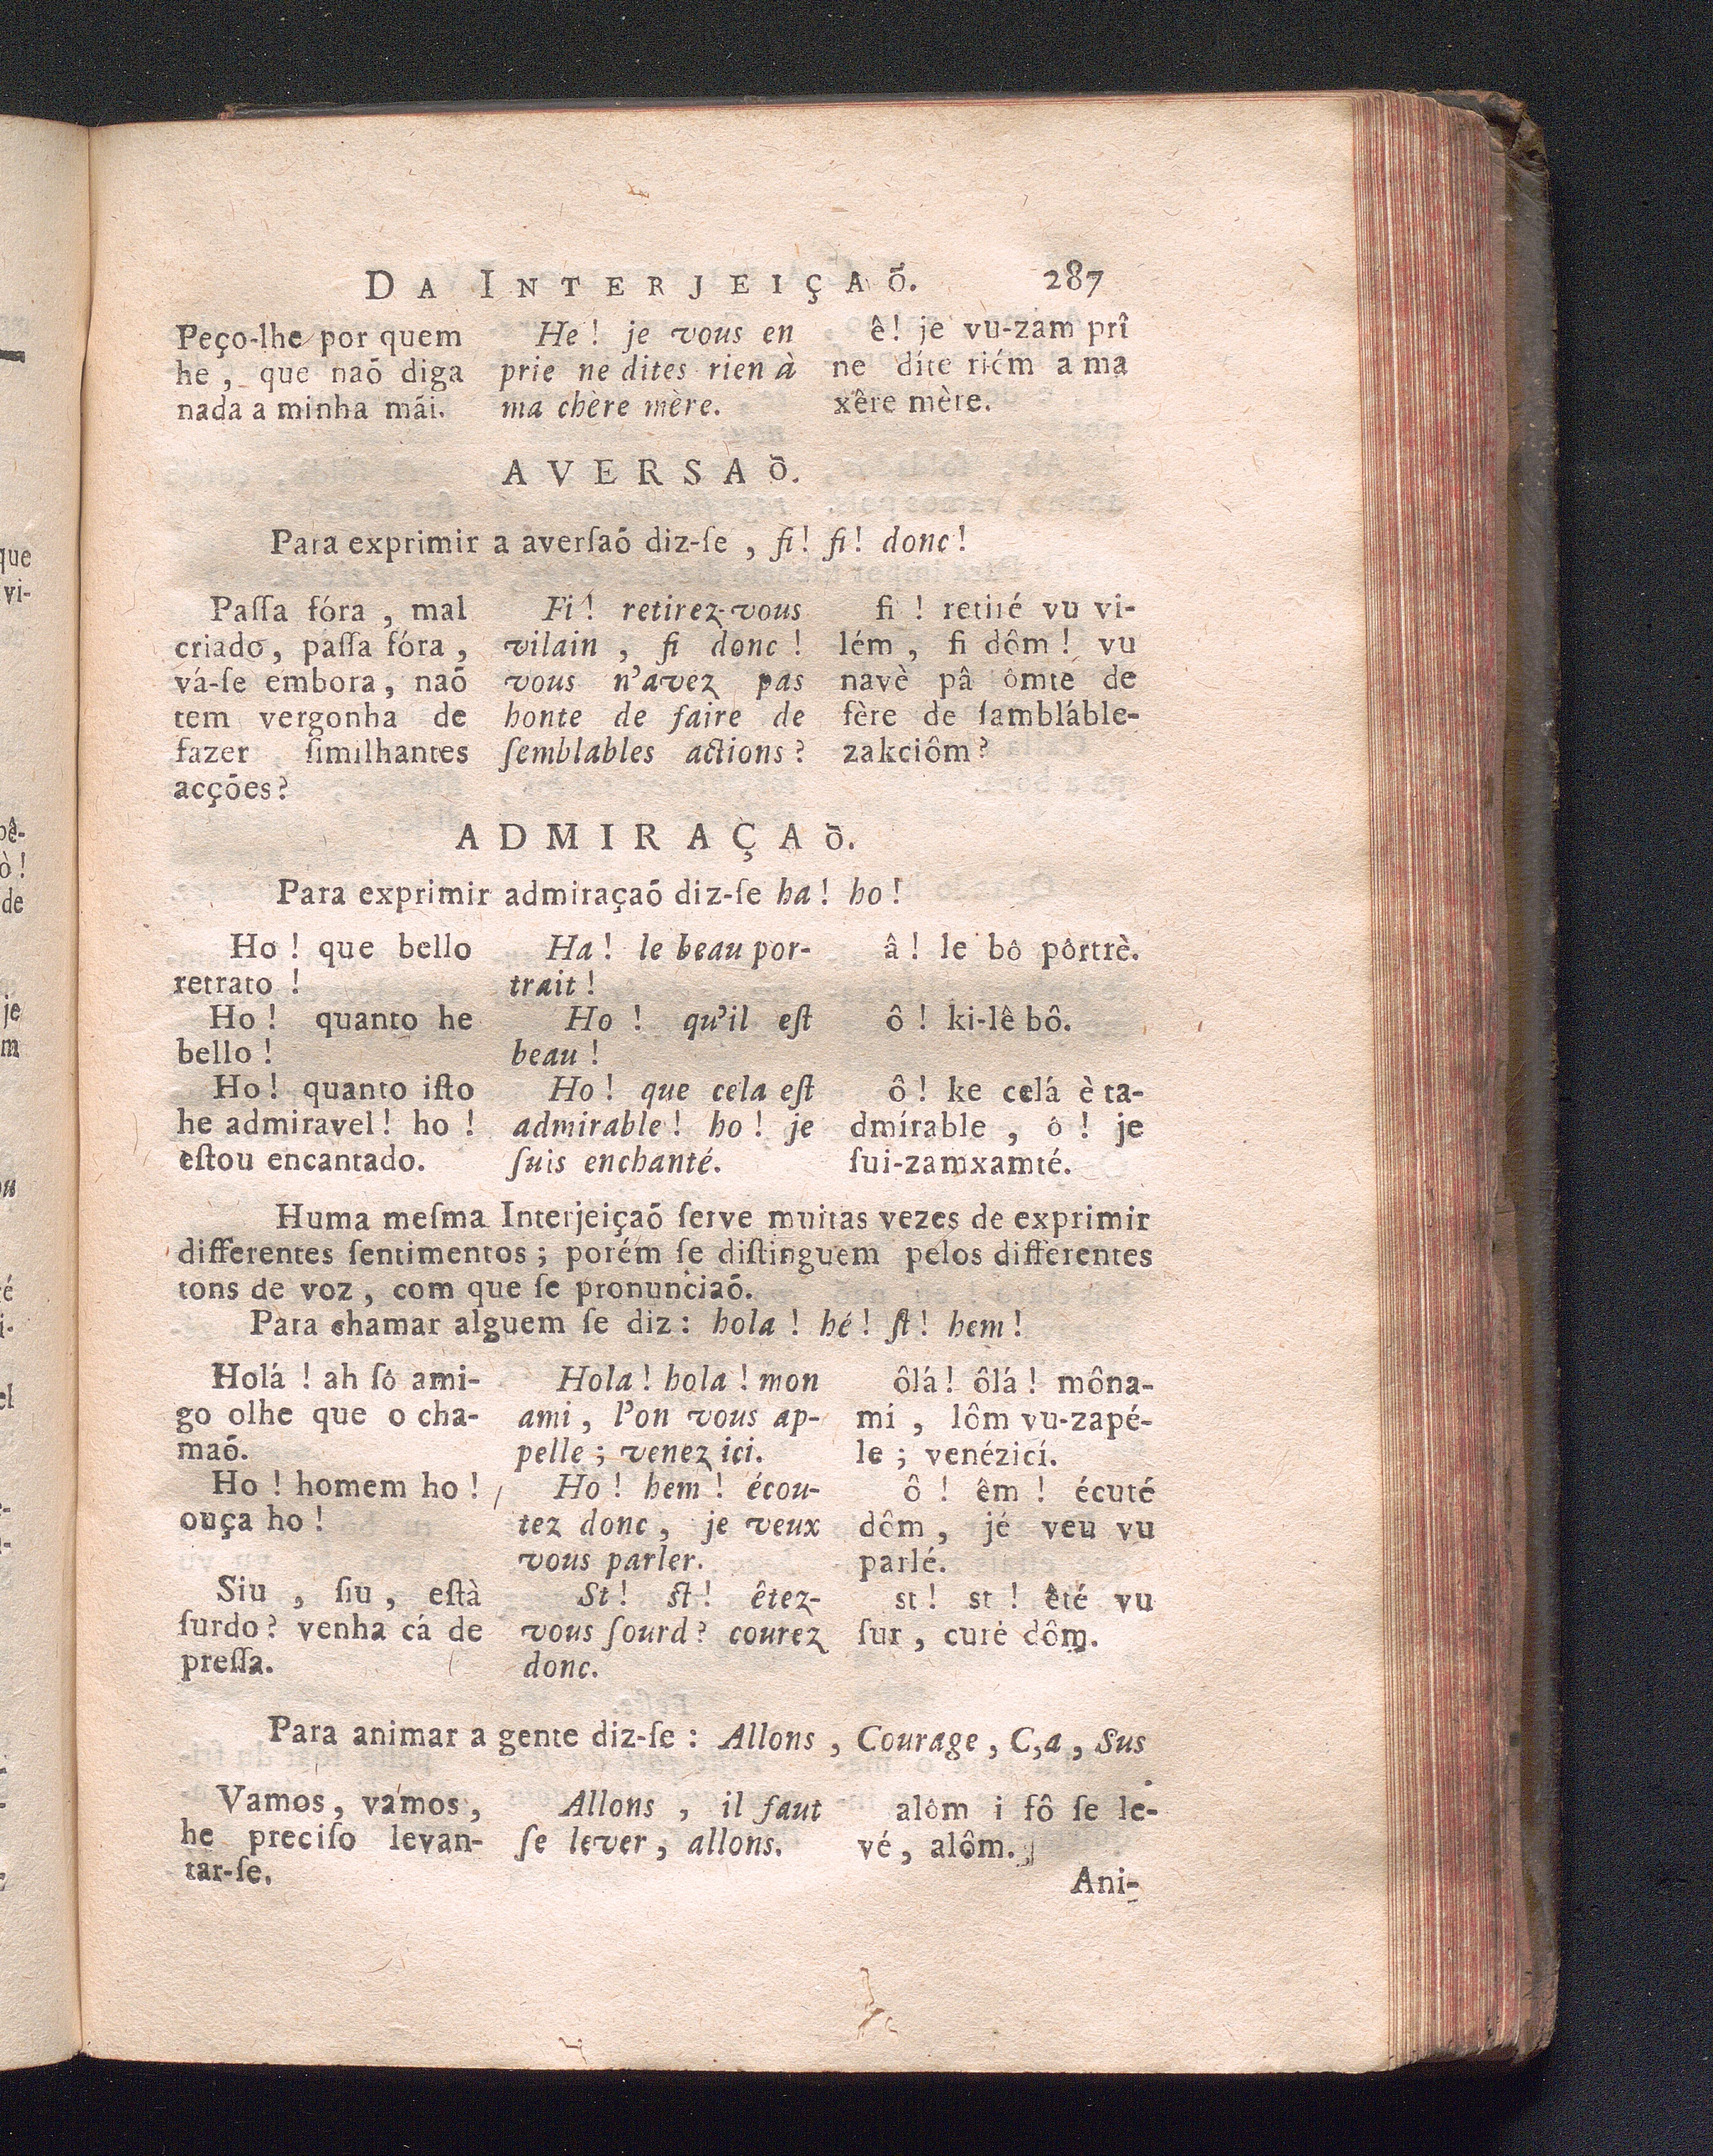 DA INTERJEIÇAÕ. 287
Peço-lhe por quem
he, que naõ diga
nada a minha mãi.
He! je vous en
prie ne dites rien à
ma chère mère.
ê! je vu-zam prî
ne díte riém a ma
xêre mère.
AVERSAÕ.
Para exprimir a averſaõ diz-ſe, fi! fi! donc!
Paſſa fóra, mal
criado, paſſa fóra,
vá-ſe embora, naõ
tem vergonha de
fazer ſimilhantes
acções?
Fi! retirez-vous
vilain, fi donc!
vous n'avez pas
honte de faire de
ſemblables actions?
fi! retiré vu vi-
lém, fi dôm! vu
navè pâ ômte de
fère de ſambláble-
zakciôm?
ADMIRAÇAÕ.
Para exprimir admiraçaõ diz-ſe ha! ho!
Ho! que bello
retrato!
Ho! quanto he
bello!
Ho! quanto iſto
he admiravel! ho!
eſtou encantado.
Ha! le beau por-
trait!
Ho! qu'il eſt
beau!
Ho! que cela eſt
admirable! ho! je
ſuis enchanté.
â! le bô pôrtrè.
ô! ki-lê bô.
ô! ke celá è ta-
dmírable, ô! je
ſui-zamxamté.
Huma meſma Interjeiçaõ ſerve muitas vezes de exprimir
differentes ſentimentos; porém ſe diſtinguem pelos differentes
tons de voz, com que ſe pronunciaõ.
Para chamar alguem ſe diz: hola! hé! ſt! hem!
Holá! ah ſó ami-
go olhe que o cha-
maõ.
Ho! homem ho!
ouça ho!
Siu, ſiu, eſtà
ſurdo? venha cá de
preſſa.
Hola! hola! mon
ami, l'on vous ap-
pelle; venez ici.
Ho! hem! écou-
tez donc, je veux
vous parler.
St! ſt! êtez-
vous ſourd? courez
donc.
ôlá! ôlá! môna-
mí, lôm vu-zapé-
le; venézicí.
ô! êm! écuté
dôm, jé veu vu
parlé.
st! st! êté vu
ſur, curé dôm.
Para animar a gente diz-ſe: Allons, Courage, C,a, Sus
Vamos, vamos,
he preciſo levan-
tar-ſe.
Allons, il faut
ſe lever, allons.
alôm i fô ſe le-
vé, alôm.
Ani-